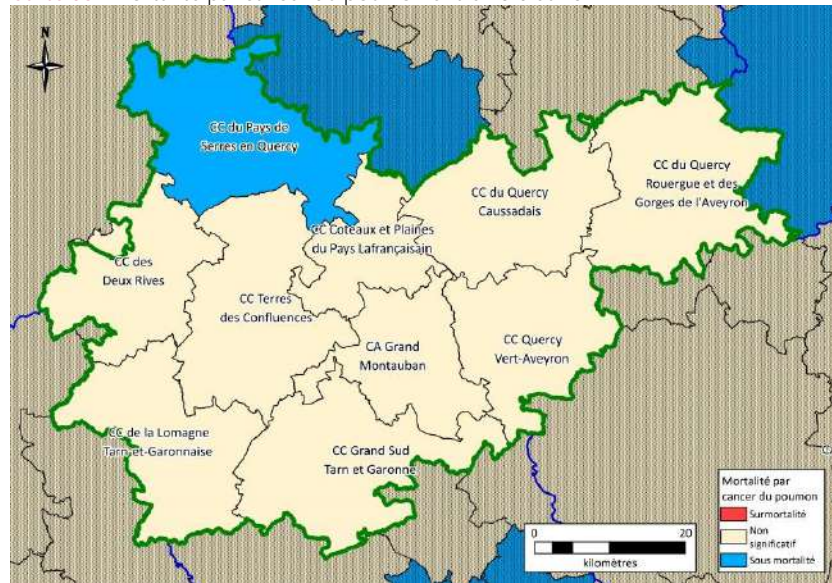 N
CC du Pays de
Serres en Quercy
CC du Quercy
Rouergue et des
Gorges de l'Aveyron
CC du Quercy
Caussadais
CC Coteaux et Plaines
du Pays Lafrançaisain
CC des
Deux Rives
CC Terres
des Confluences
CA Grand
Montauban
CC Quercy
Vert-Aveyron
CC de la Lomagne
Tarn-et-Garonnaise
CC Grand Sud
Tarn et Garonne
0
20
kilomètres
Mortalité par
cancer du poumon
Surmortalité
Non
significatif
Sous mortalité